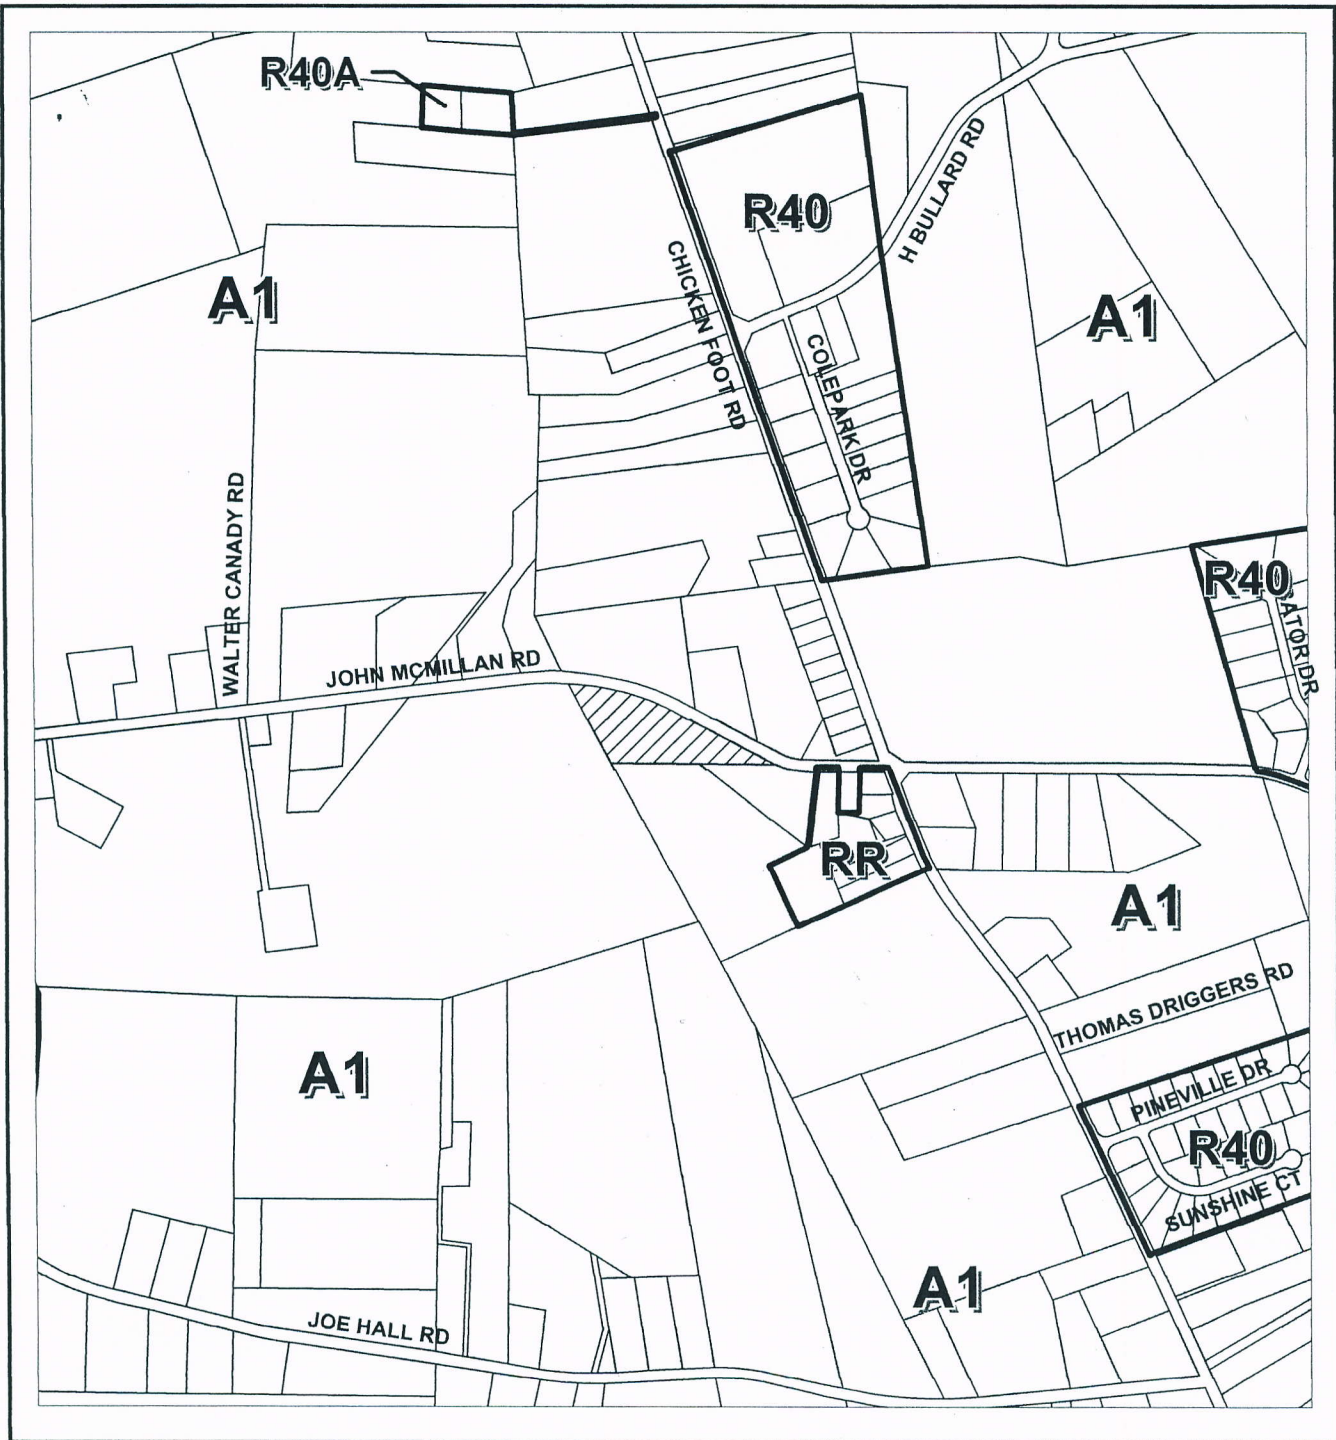 R40A
R40
H BULLARD RD
A1
CHICKEN FOOT RD
A1
COLEPARK DR
WALTER CANADY RD
R40
ATOR DR
JOHN MCMILLAN RD
RR
A1
THOMAS DRIGGERS RD
A1
PINEVILLE DR
R40
SUNSHINE CT
A1
JOE HALL RD